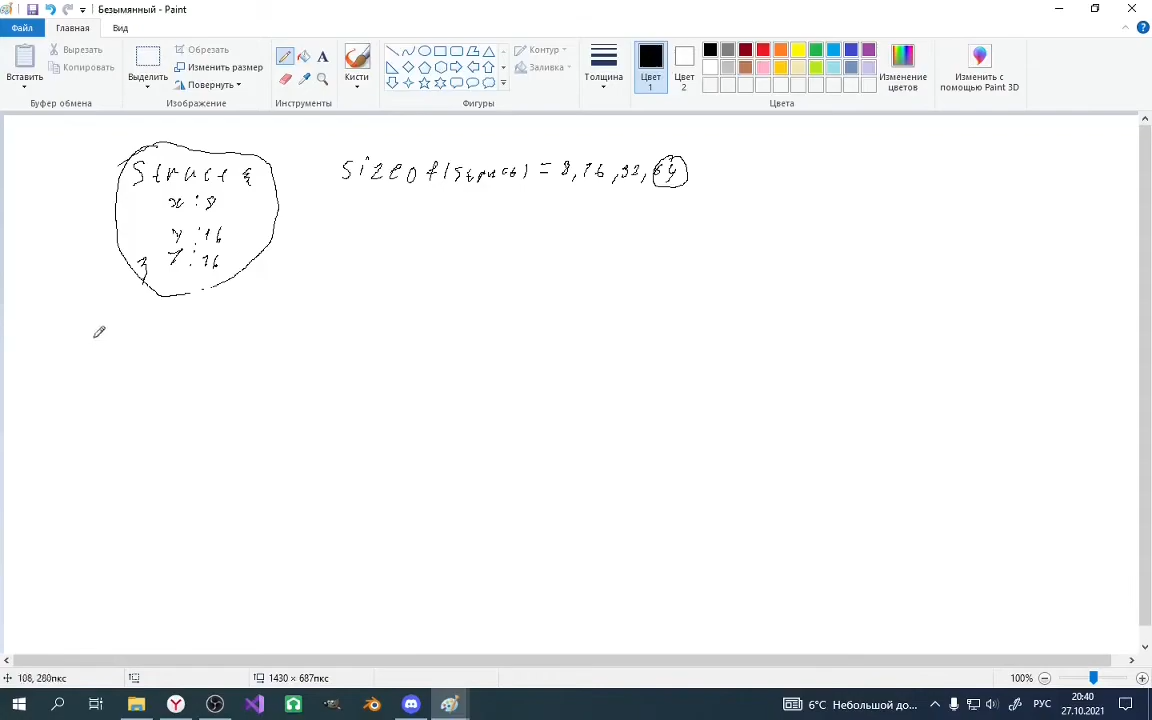 Безымянный - Paint
Файл
Главная
Вид
Вставить
Вырезать
Копировать
Буфер обмена
Выделить
Обрезать
Изменить размер
Повернуть
Изображение
Инструменты
Кисти
Контур
Заливка
Фигуры
Толщина
Цвет 1
Цвет 2
Изменение цветов
Цвета
Изменить с помощью Paint 3D
Struct {
x : 8
y : 16
z : 16
}
sizeof(struct) = 8, 16, 32, 64
108, 280пкс
1430 × 687пкс
100%
6°C Небольшой до...
РУС
20:40
27.10.2021